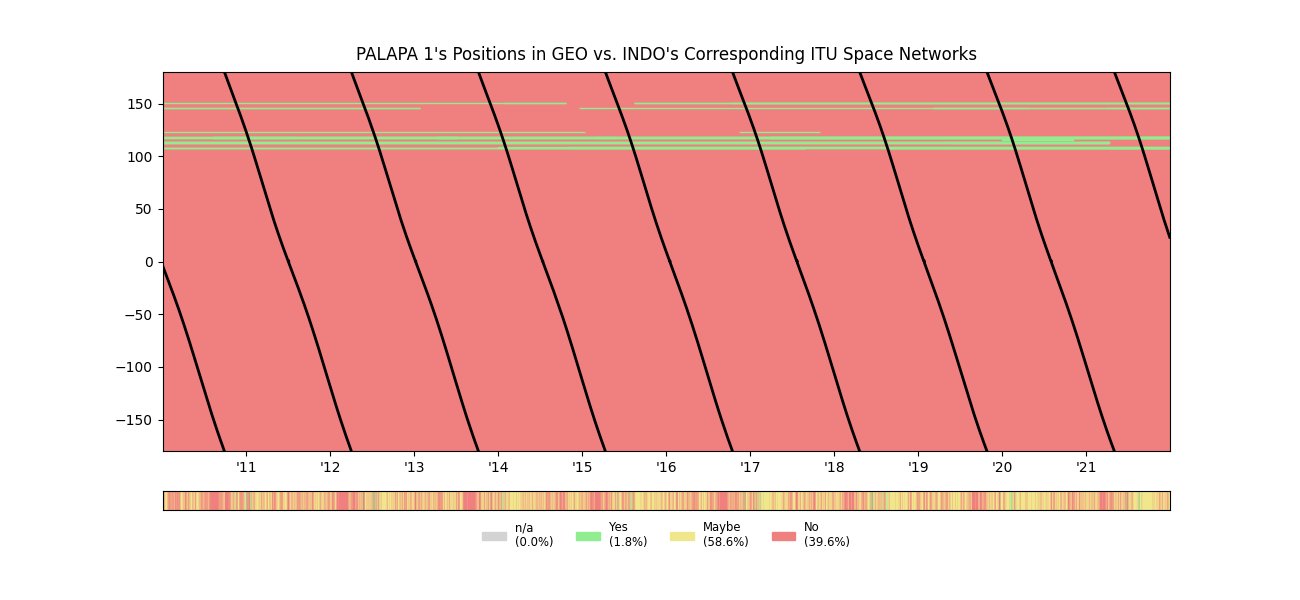 PALAPA 1's Positions in GEO vs. INDO's Corresponding ITU Space Networks
150
100
50
0
−50
−100
−150
'11 '12 '13 '14 '15 '16 '17 '18 '19 '20 '21
n/a Yes Maybe No
(0.0%) (1.8%) (58.6%) (39.6%)